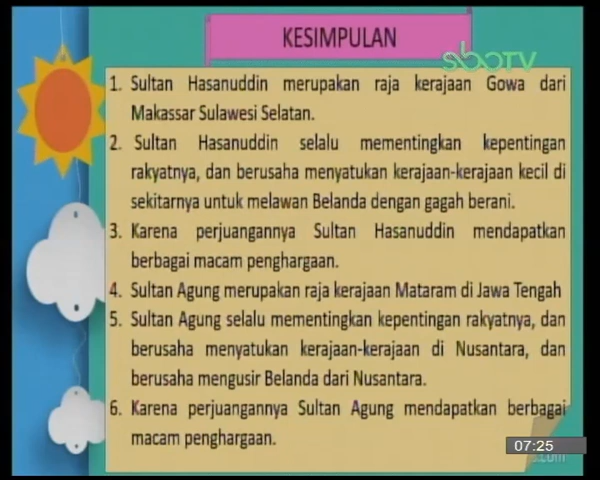 KESIMPULAN
sboTV
1. Sultan Hasanuddin merupakan raja kerajaan Gowa dari
Makassar Sulawesi Selatan.
2. Sultan Hasanuddin selalu mementingkan kepentingan
rakyatnya, dan berusaha menyatukan kerajaan-kerajaan kecil di
sekitarnya untuk melawan Belanda dengan gagah berani.
3. Karena perjuangannya Sultan Hasanuddin mendapatkan
berbagai macam penghargaan.
4. Sultan Agung merupakan raja kerajaan Mataram di Jawa Tengah
5. Sultan Agung selalu mementingkan kepentingan rakyatnya, dan
berusaha menyatukan kerajaan-kerajaan di Nusantara, dan
berusaha mengusir Belanda dari Nusantara.
6. Karena perjuangannya Sultan Agung mendapatkan berbagai
macam penghargaan.
07:25